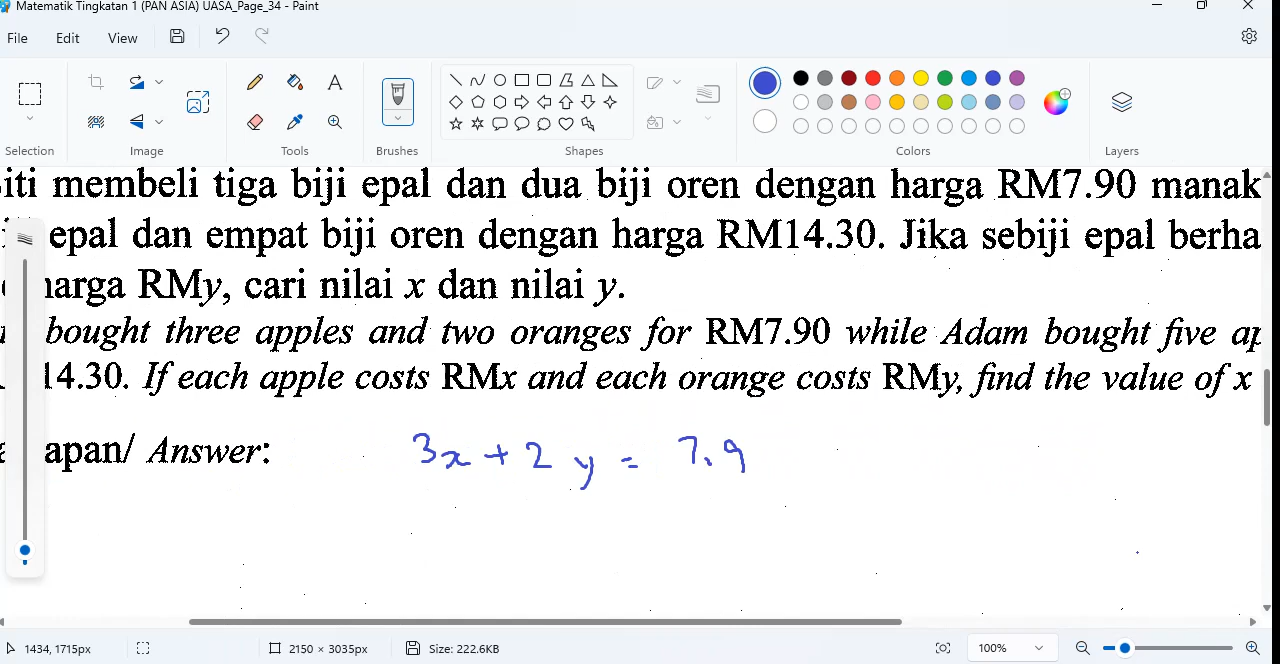 Matematik Tingkatan 1 (PAN ASIA) UASA_Page_34 - Paint
File Edit View
Selection Image Tools Brushes Shapes Colors Layers
iti membeli tiga biji epal dan dua biji oren dengan harga RM7.90 manak
epal dan empat biji oren dengan harga RM14.30. Jika sebiji epal berha
harga RMy, cari nilai x dan nilai y.
bought three apples and two oranges for RM7.90 while Adam bought five ap
14.30. If each apple costs RMx and each orange costs RMy, find the value of x
apan/ Answer: 3x + 2y = 7.9
1434, 1715px 2150 × 3035px Size: 222.6KB 100%